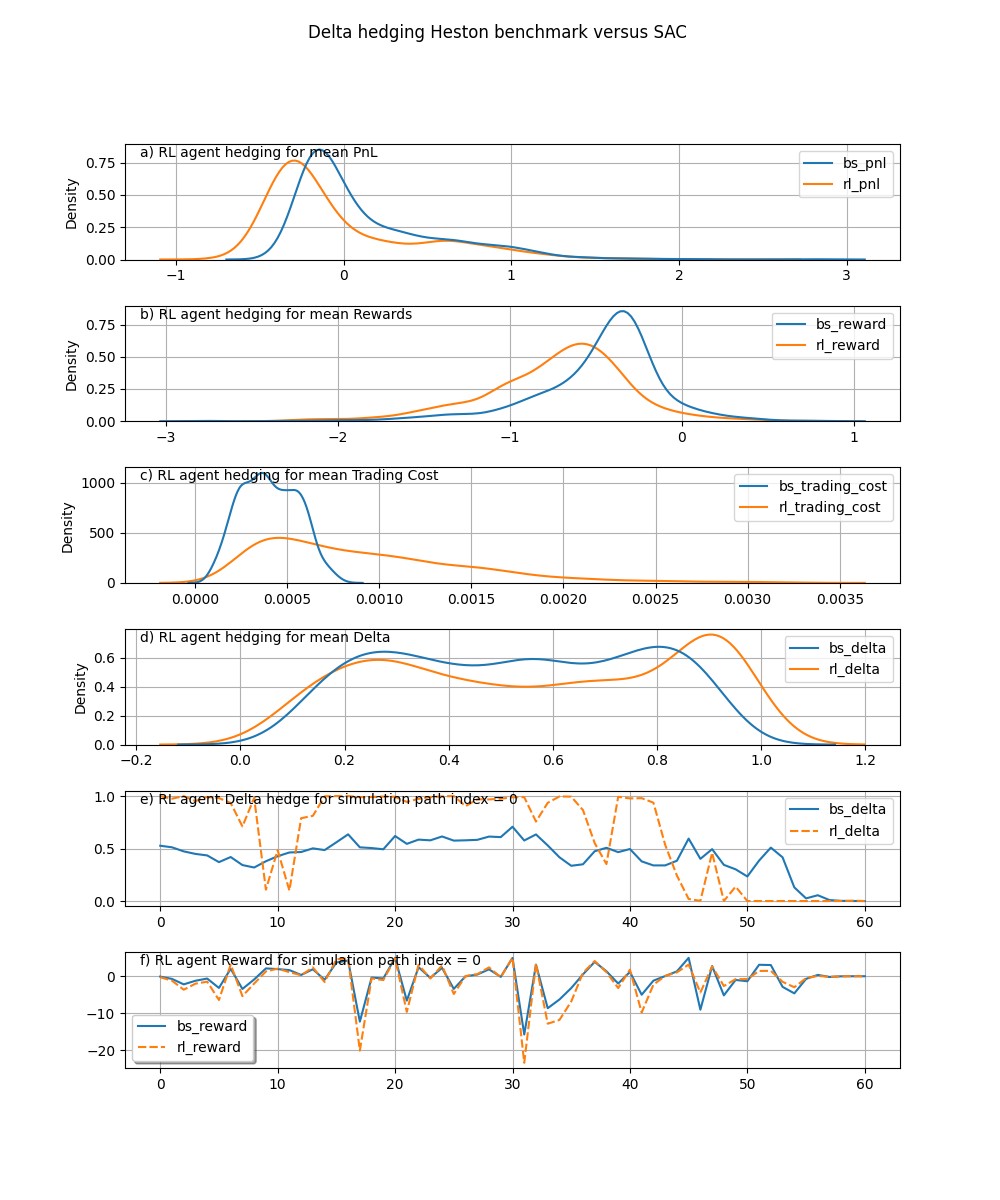 Delta hedging Heston benchmark versus SAC
a) RL agent hedging for mean PnL
bs_pnl
rl_pnl
Density
0.75
0.50
0.25
0.00
−1 0 1 2 3
b) RL agent hedging for mean Rewards
bs_reward
rl_reward
Density
0.75
0.50
0.25
0.00
−3 −2 −1 0 1
c) RL agent hedging for mean Trading Cost
bs_trading_cost
rl_trading_cost
Density
1000
500
0
0.0000 0.0005 0.0010 0.0015 0.0020 0.0025 0.0030 0.0035
d) RL agent hedging for mean Delta
bs_delta
rl_delta
Density
0.6
0.4
0.2
0.0
−0.2 0.0 0.2 0.4 0.6 0.8 1.0 1.2
e) RL agent Delta hedge for simulation path index = 0
bs_delta
rl_delta
1.0
0.5
0.0
0 10 20 30 40 50 60
f) RL agent Reward for simulation path index = 0
0
−10
−20
bs_reward
rl_reward
0 10 20 30 40 50 60